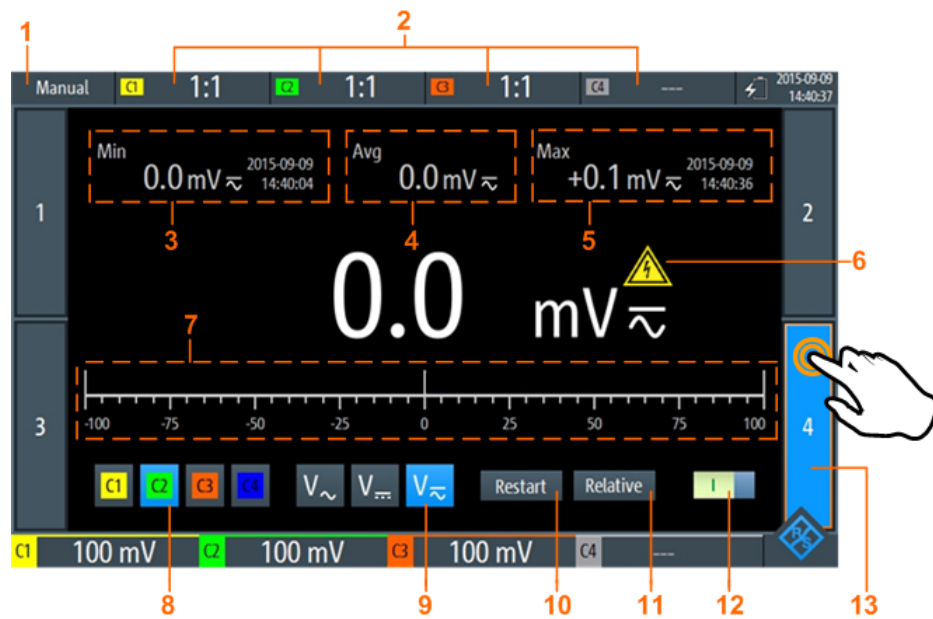 1
2
Manual
C1
1:1
C2
1:1
C3
1:1
C4
---
2015-09-09
14:40:37
Min
0.0 mV
2015-09-09
14:40:04
Avg
0.0 mV
Max
+0.1 mV
2015-09-09
14:40:36
3
4
5
1
2
6
0.0 mV
7
-100 -75 -50 -25 0 25 50 75 100
3
4
C1 C2 C3 C4
V~ V⎓ V
Restart
Relative
I
C1 100 mV
C2 100 mV
C3 100 mV
C4 ---
R/S
8
9
10
11
12
13